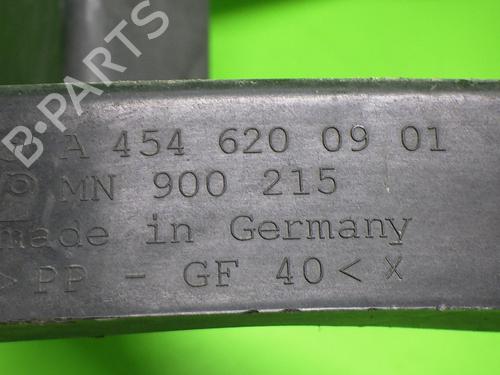 B-PARTS
A 454 620 09 01
MN 900 215
made in Germany
>PP - GF 40< X